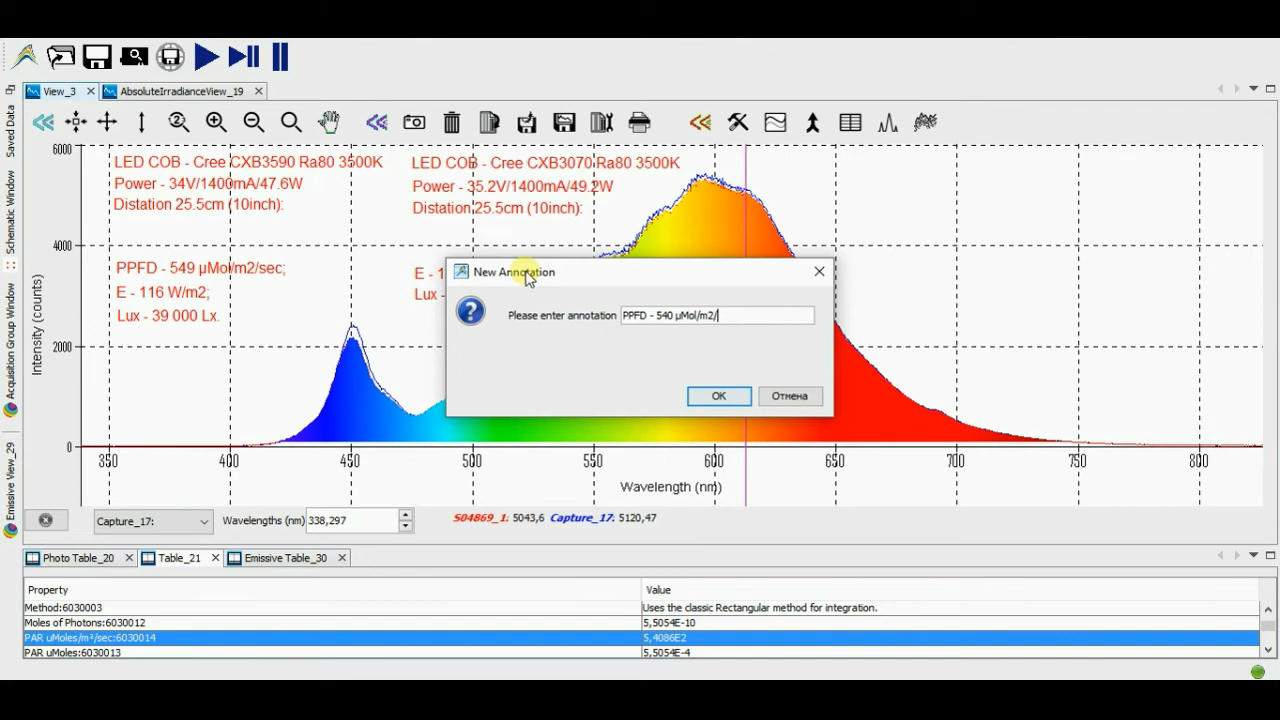 View_3
AbsoluteIrradianceView_19
Saved Data
Schematic Window
Acquisition Group Window
Emissive View_29
LED COB - Cree CXB3590 Ra80 3500K
Power - 34V/1400mA/47.6W
Distation 25.5cm (10inch):
PPFD - 549 µMol/m2/sec;
E - 116 W/m2;
Lux - 39 000 Lx.
LED COB - Cree CXB3070 Ra80 3500K
Power - 35.2V/1400mA/49.2W
Distation 25.5cm (10inch):
E - 1
Lux -
New Annotation
Please enter annotation PPFD - 540 µMol/m2/
OK
Отмена
Intensity (counts)
6000
4000
2000
0
350 400 450 500 550 600 650 700 750 800
Wavelength (nm)
Capture_17:
Wavelengths (nm) 338,297
S04869_1: 5043,6 Capture_17: 5120,47
Photo Table_20
Table_21
Emissive Table_30
Property Value
Method:6030003 Uses the classic Rectangular method for integration.
Moles of Photons:6030012 5,5054E-10
PAR uMoles/m²/sec:6030014 5,4086E2
PAR uMoles:6030013 5,5054E-4